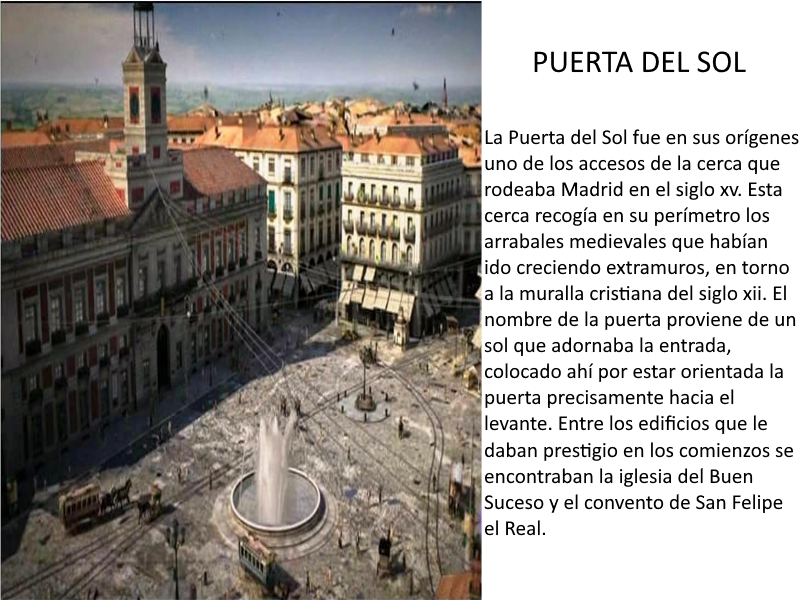 PUERTA DEL SOL
La Puerta del Sol fue en sus orígenes
uno de los accesos de la cerca que
rodeaba Madrid en el siglo xv. Esta
cerca recogía en su perímetro los
arrabales medievales que habían
ido creciendo extramuros, en torno
a la muralla cristiana del siglo xii. El
nombre de la puerta proviene de un
sol que adornaba la entrada,
colocado ahí por estar orientada la
puerta precisamente hacia el
levante. Entre los edificios que le
daban prestigio en los comienzos se
encontraban la iglesia del Buen
Suceso y el convento de San Felipe
el Real.